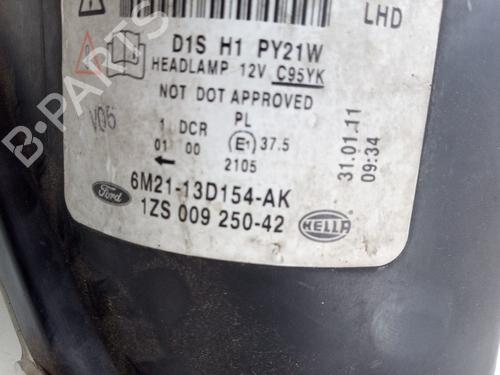 LHD
D1S H1 PY21W
HEADLAMP 12V C95YK
NOT DOT APPROVED
V06
1 DCR PL
01 00 E1 37.5
2105
31.01.11
09:34
6M21-13D154-AK
Ford
1ZS 009 250-42
HELLA